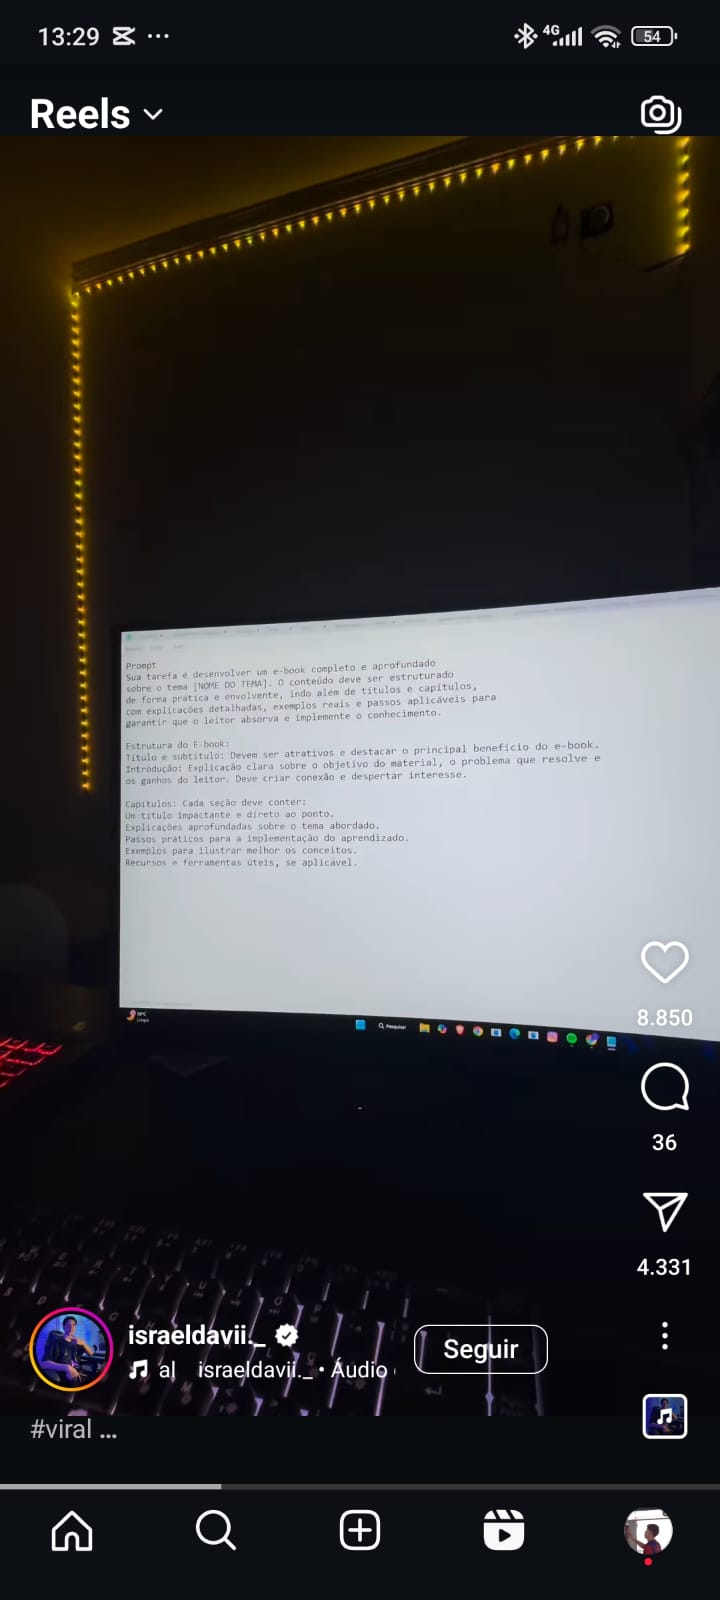 13:29
4G
54
Reels
Prompt
Sua tarefa é desenvolver um e-book completo e aprofundado
sobre o tema [NOME DO TEMA]. O conteúdo deve ser estruturado
de forma prática e envolvente, indo além de títulos e capítulos,
com explicações detalhadas, exemplos reais e passos aplicáveis para
garantir que o leitor absorva e implemente o conhecimento.
Estrutura do E-book:
Título e subtítulo: Devem ser atrativos e destacar o principal benefício do e-book.
Introdução: Explicação clara sobre o objetivo do material, o problema que resolve e
os ganhos do leitor. Deve criar conexão e despertar interesse.
Capítulos: Cada seção deve conter:
Um título impactante e direto ao ponto.
Explicações aprofundadas sobre o tema abordado.
Passos práticos para a implementação do aprendizado.
Exemplos para ilustrar melhor os conceitos.
Recursos e ferramentas úteis, se aplicável.
Pesquisar
8.850
36
4.331
israeldavii._
Seguir
al israeldavii._ • Áudio
#viral ...